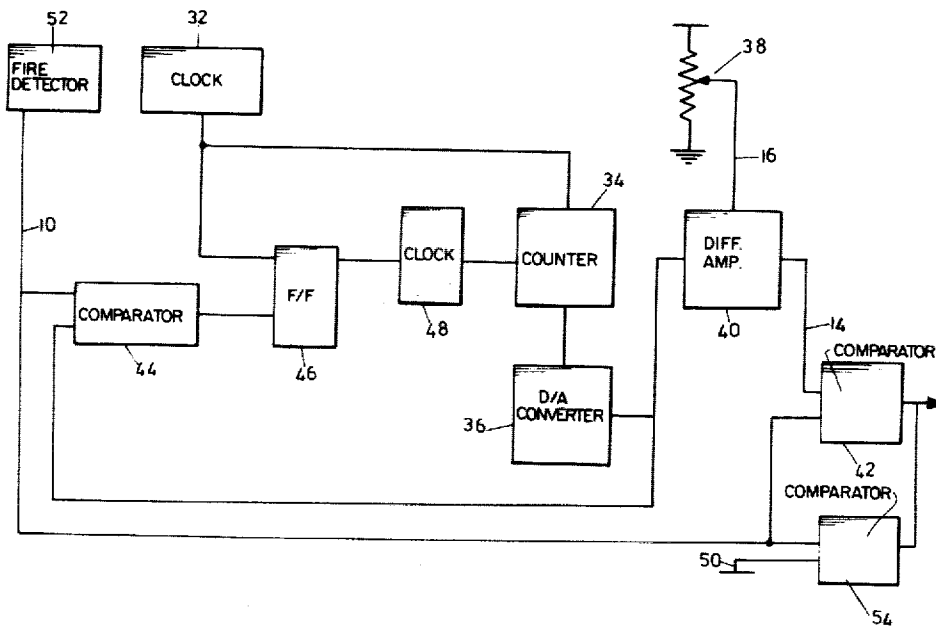 52
32
FIRE
DETECTOR
CLOCK
38
16
34
10
F/F
CLOCK
COUNTER
DIFF.
AMP.
COMPARATOR
48
40
14
44
46
COMPARATOR
D/A
CONVERTER
36
42
COMPARATOR
50
54